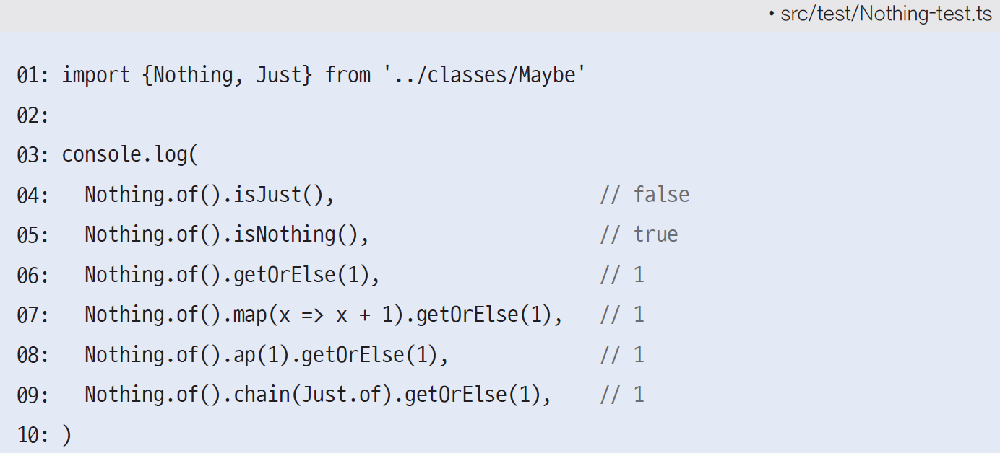 • src/test/Nothing-test.ts
01: import {Nothing, Just} from '../classes/Maybe'
02:
03: console.log(
04:   Nothing.of().isJust(),                       // false
05:   Nothing.of().isNothing(),                    // true
06:   Nothing.of().getOrElse(1),                   // 1
07:   Nothing.of().map(x => x + 1).getOrElse(1),   // 1
08:   Nothing.of().ap(1).getOrElse(1),             // 1
09:   Nothing.of().chain(Just.of).getOrElse(1),    // 1
10: )